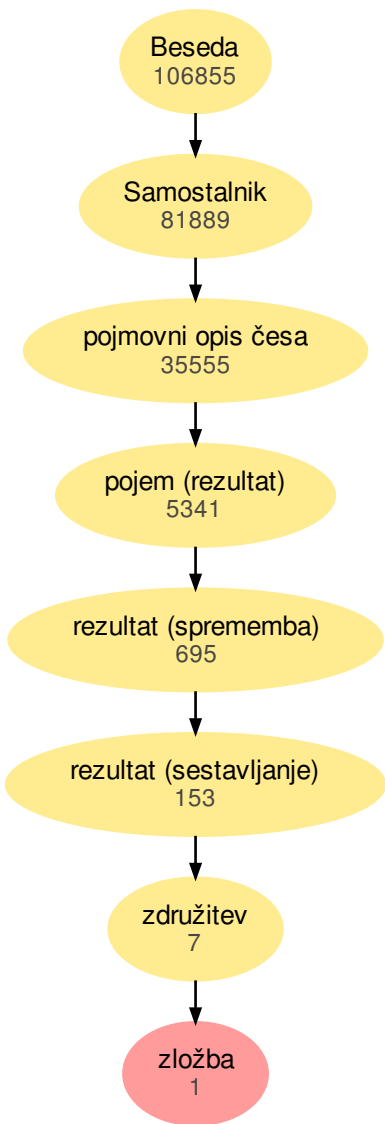 Beseda
106855
Samostalnik
81889
pojmovni opis česa
35555
pojem (rezultat)
5341
rezultat (sprememba)
695
rezultat (sestavljanje)
153
združitev
7
zložba
1